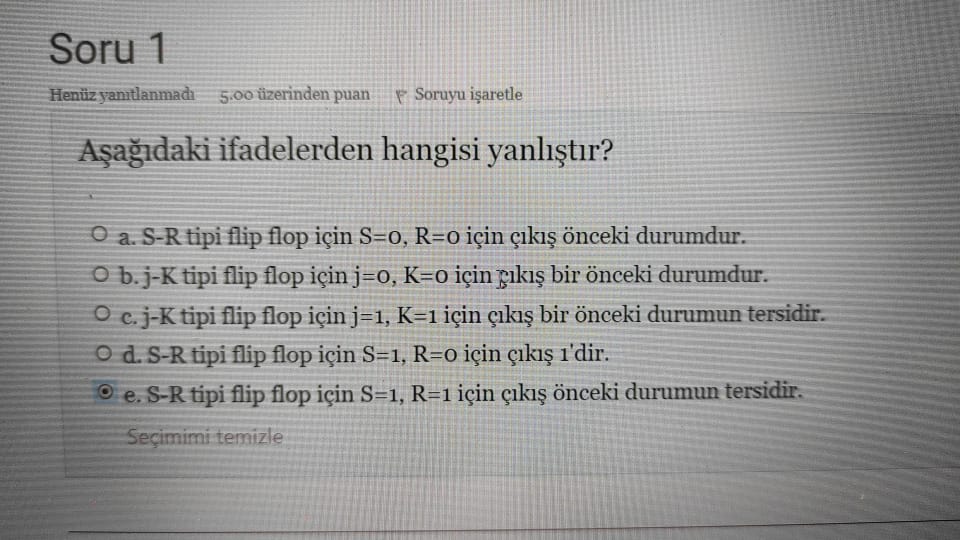 Soru 1
Henüz yanıtlanmadı 5.00 üzerinden puan Soruyu işaretle
Aşağıdaki ifadelerden hangisi yanlıştır?
a. S-R tipi flip flop için S=0, R=0 için çıkış önceki durumdur.
b. j-K tipi flip flop için j=0, K=0 için çıkış bir önceki durumdur.
c. j-K tipi flip flop için j=1, K=1 için çıkış bir önceki durumun tersidir.
d. S-R tipi flip flop için S=1, R=0 için çıkış 1'dir.
e. S-R tipi flip flop için S=1, R=1 için çıkış önceki durumun tersidir.
Seçimimi temizle